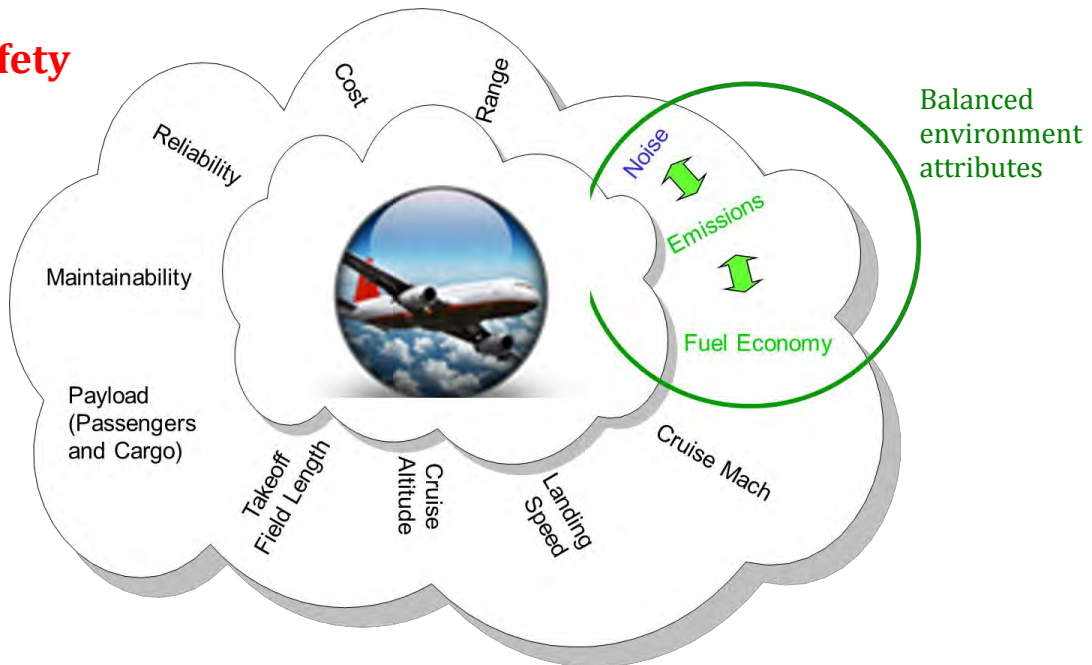 fety
Cost
Range
Reliability
Noise
Balanced
environment
attributes
Emissions
Maintainability
Fuel Economy
Payload
(Passengers
and Cargo)
Takeoff
Field Length
Cruise
Altitude
Landing
Speed
Cruise Mach